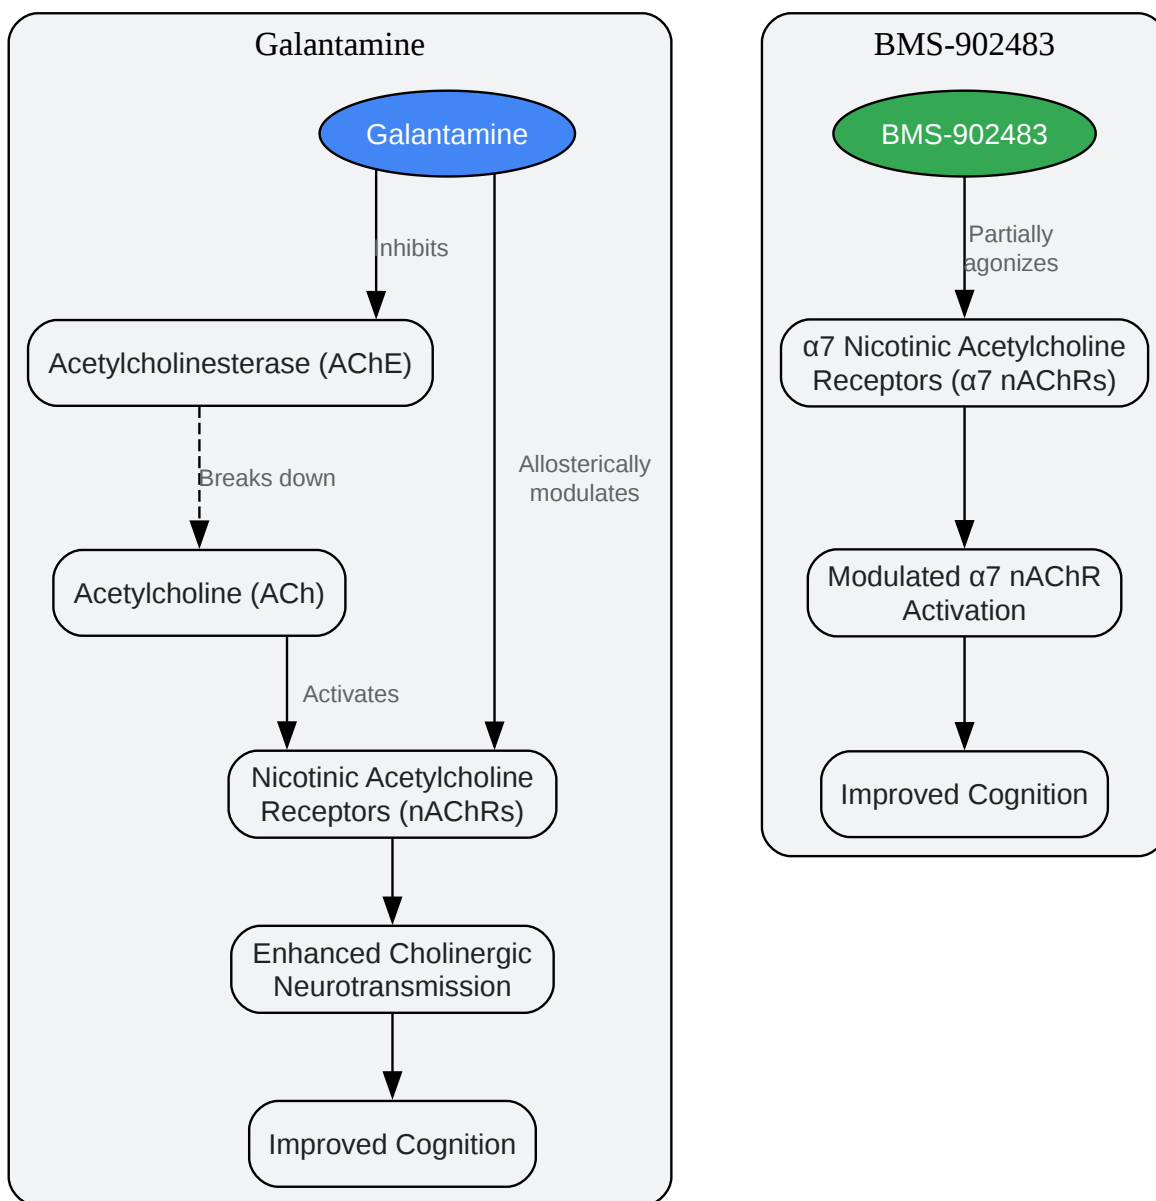 Galantamine
Galantamine
Inhibits
Acetylcholinesterase (AChE)
Breaks down
Allosterically
modulates
Acetylcholine (ACh)
Activates
Nicotinic Acetylcholine
Receptors (nAChRs)
Enhanced Cholinergic
Neurotransmission
Improved Cognition
BMS-902483
BMS-902483
Partially
agonizes
α7 Nicotinic Acetylcholine
Receptors (α7 nAChRs)
Modulated α7 nAChR
Activation
Improved Cognition